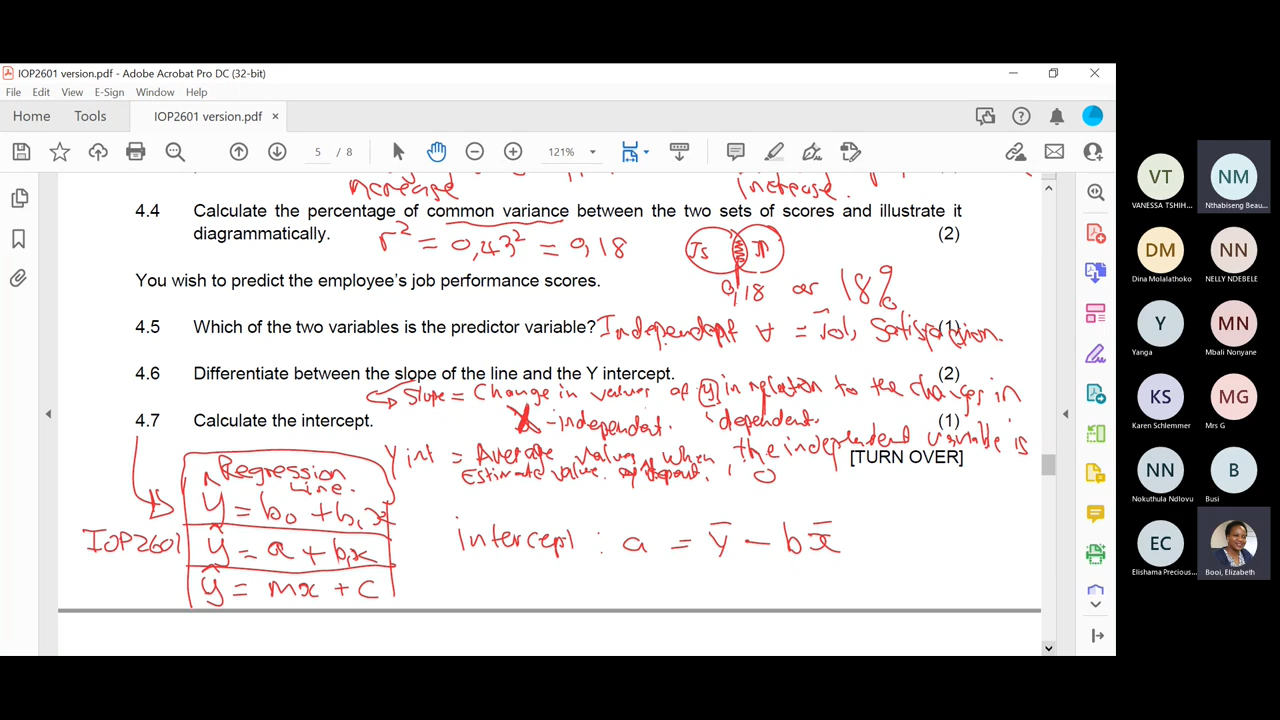 IOP2601 version.pdf - Adobe Acrobat Pro DC (32-bit)
File Edit View E-Sign Window Help
Home Tools IOP2601 version.pdf ×
5 / 8 121%
increase increase.
4.4 Calculate the percentage of common variance between the two sets of scores and illustrate it
diagrammatically. (2)
r² = 0,43² = 0,18
Js JP
0,18 or 18%
You wish to predict the employee's job performance scores.
4.5 Which of the two variables is the predictor variable? (1)
Independent v = Job Satisfaction.
4.6 Differentiate between the slope of the line and the Y intercept. (2)
Slope = Change in values of y in relation to the changes in
X - independent. dependent.
4.7 Calculate the intercept. (1)
Y int = Average values when the independent variable is
Estimate value of 0
[TURN OVER]
Regression
Line.
ŷ = b₀ + b₁x
IOP2601 ŷ = a + b₁x
ŷ = mx + c
intercept : a = ȳ - bx̄
VT NM
VANESSA TSHIH... Nthabiseng Beau...
DM NN
Dina Molalathoko NELLY NDEBELE
Y MN
Yanga Mbali Nonyane
KS MG
Karen Schlemmer Mrs G
NN B
Nokuthula Ndlovu Busi
EC
Elishama Precious... Booi, Elizabeth